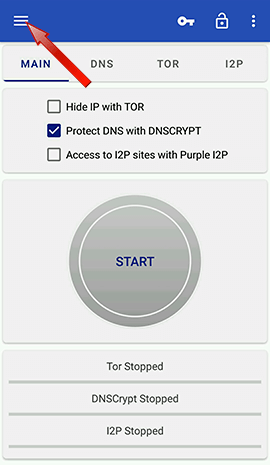 MAIN DNS TOR I2P
Hide IP with TOR
Protect DNS with DNSCRYPT
Access to I2P sites with Purple I2P
START
Tor Stopped
DNSCrypt Stopped
I2P Stopped